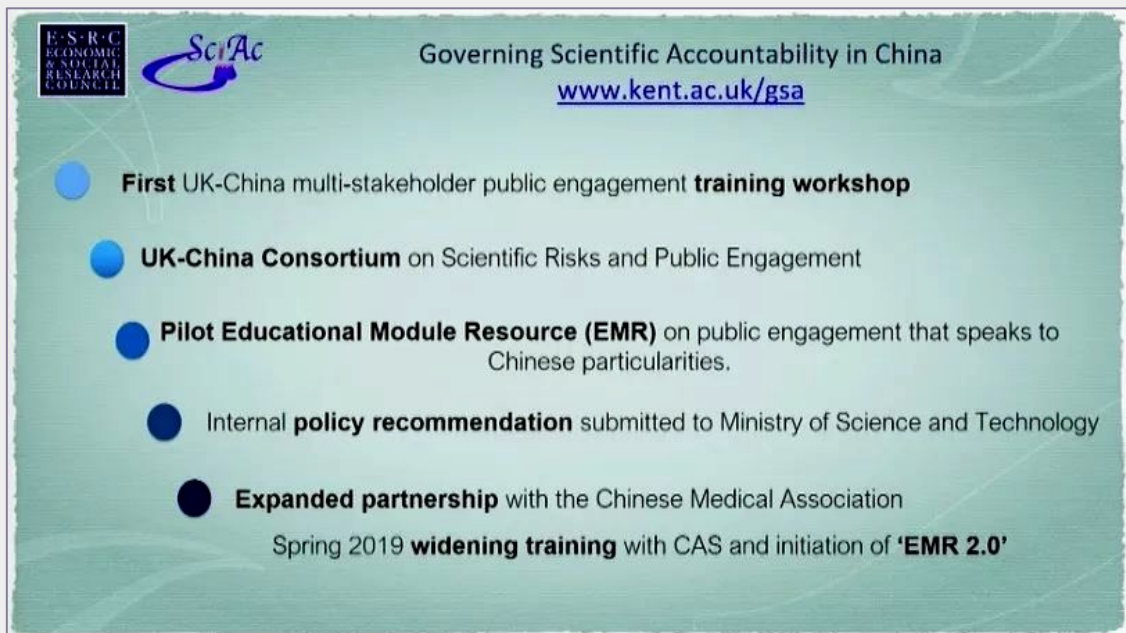 E·S·R·C
ECONOMIC
& SOCIAL
RESEARCH
COUNCIL
SciAc
Governing Scientific Accountability in China
www.kent.ac.uk/gsa
First UK-China multi-stakeholder public engagement training workshop
UK-China Consortium on Scientific Risks and Public Engagement
Pilot Educational Module Resource (EMR) on public engagement that speaks to
Chinese particularities.
Internal policy recommendation submitted to Ministry of Science and Technology
Expanded partnership with the Chinese Medical Association
Spring 2019 widening training with CAS and initiation of ‘EMR 2.0’